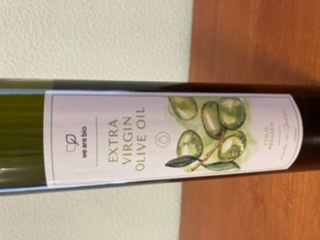 we are bio
EXTRA
VIRGIN
OLIVE OIL
COLD
PRESSED